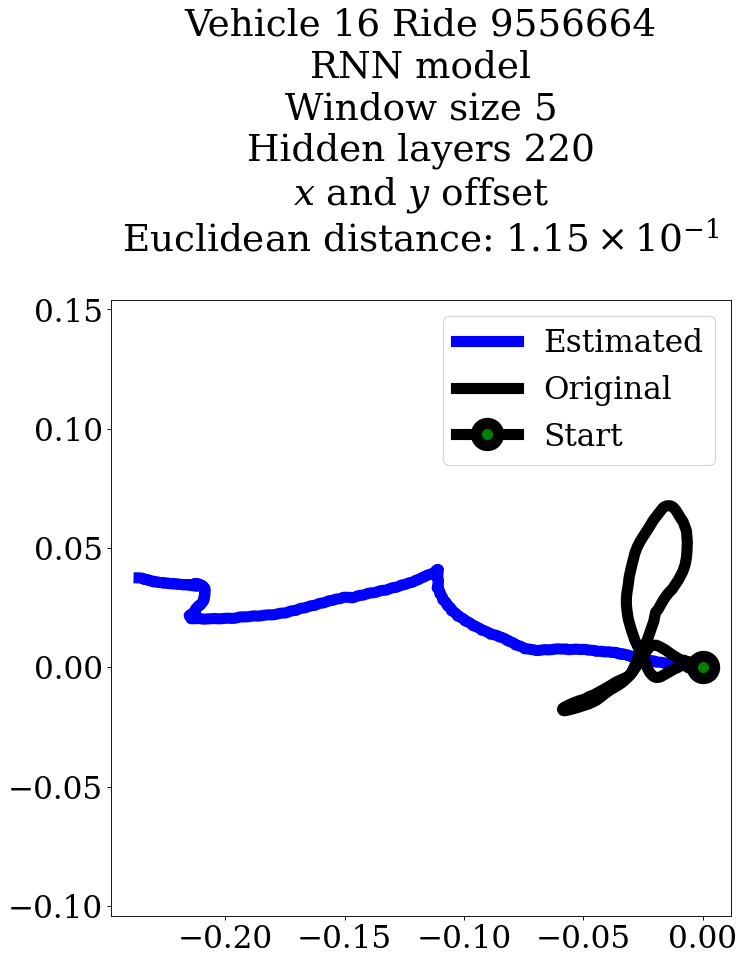 Vehicle 16 Ride 9556664
RNN model
Window size 5
Hidden layers 220
x and y offset
Euclidean distance: 1.15 × 10⁻¹
0.15
0.10
0.05
0.00
−0.05
−0.10
Estimated
Original
Start
−0.20 −0.15 −0.10 −0.05 0.00